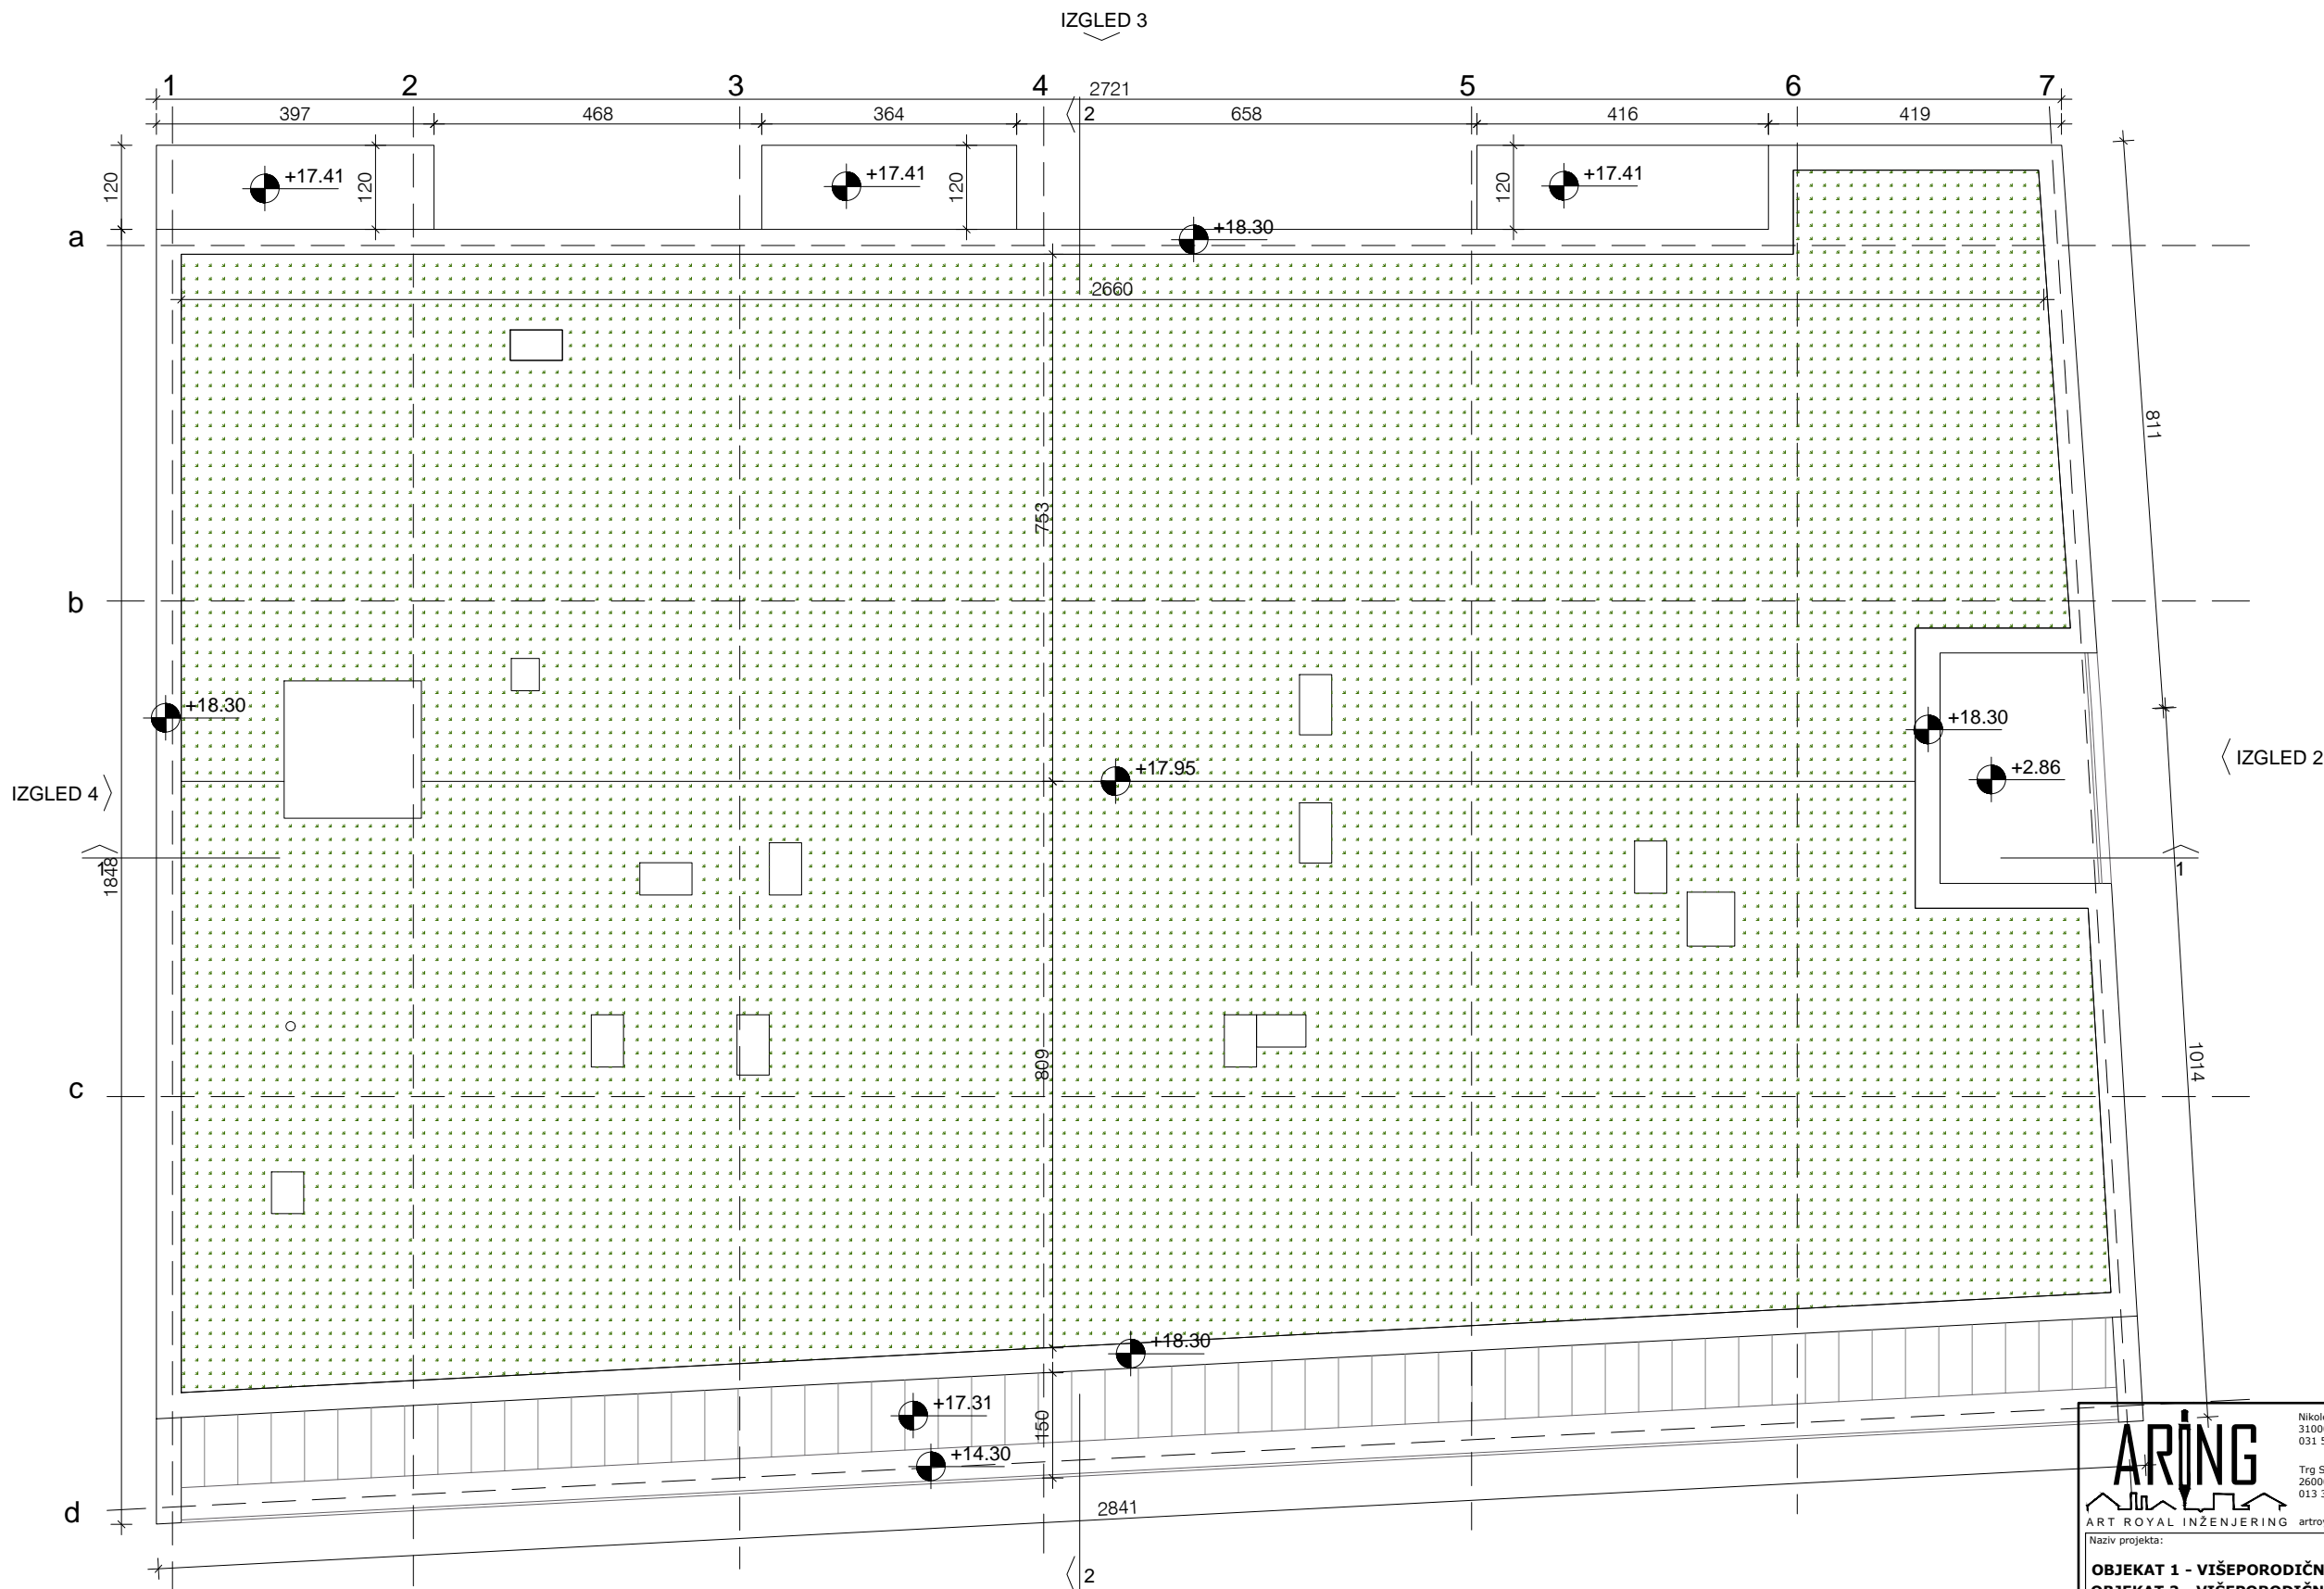 IZGLED 3
1 2 3 4 5 6 7
2721
397 468 364 2 658 416 419
120 +17.41 120 +17.41 120 120 +17.41
a
+18.30
2660
811
753
b
+18.30
+18.30
IZGLED 2
+17.95
+2.86
IZGLED 4
1
1848
1
809
1014
c
+18.30
+17.31
150
+14.30
2841
d
2
ARING
ART ROYAL INŽENJERING
031
013
Naziv projekta:
OBJEKAT 1 - VIŠEPORODIČN